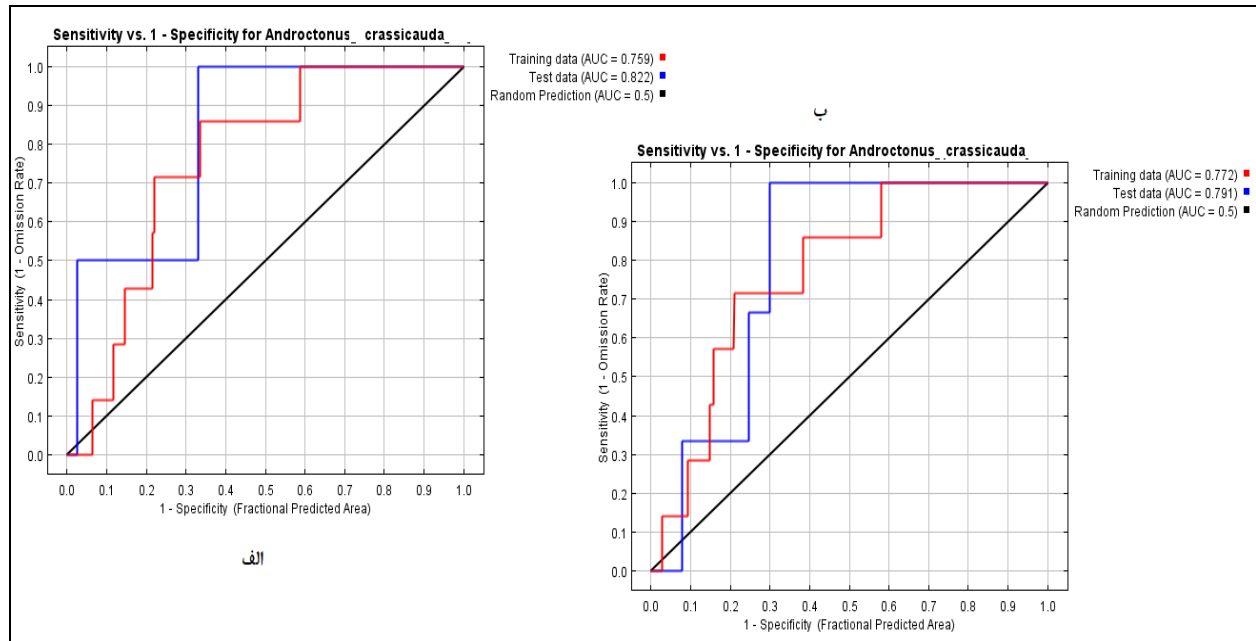 Sensitivity vs. 1 - Specificity for Androctonus_ crassicauda_ _
Training data (AUC = 0.759)
Test data (AUC = 0.822)
Random Prediction (AUC = 0.5)
Sensitivity (1 - Omission Rate)
1.0
0.9
0.8
0.7
0.6
0.5
0.4
0.3
0.2
0.1
0.0
0.0 0.1 0.2 0.3 0.4 0.5 0.6 0.7 0.8 0.9 1.0
1 - Specificity (Fractional Predicted Area)
الف
ب
Sensitivity vs. 1 - Specificity for Androctonus_ crassicauda_
Training data (AUC = 0.772)
Test data (AUC = 0.791)
Random Prediction (AUC = 0.5)
Sensitivity (1 - Omission Rate)
1.0
0.9
0.8
0.7
0.6
0.5
0.4
0.3
0.2
0.1
0.0
0.0 0.1 0.2 0.3 0.4 0.5 0.6 0.7 0.8 0.9 1.0
1 - Specificity (Fractional Predicted Area)